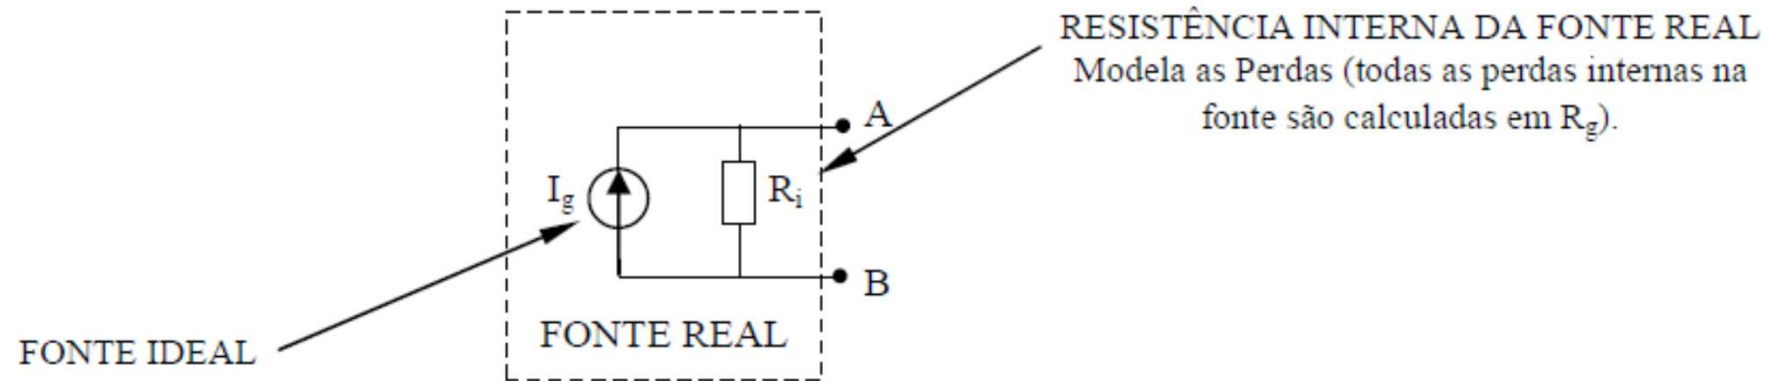 RESISTÊNCIA INTERNA DA FONTE REAL
Modela as Perdas (todas as perdas internas na
fonte são calculadas em Rg).
A
Ig
Ri
B
FONTE REAL
FONTE IDEAL